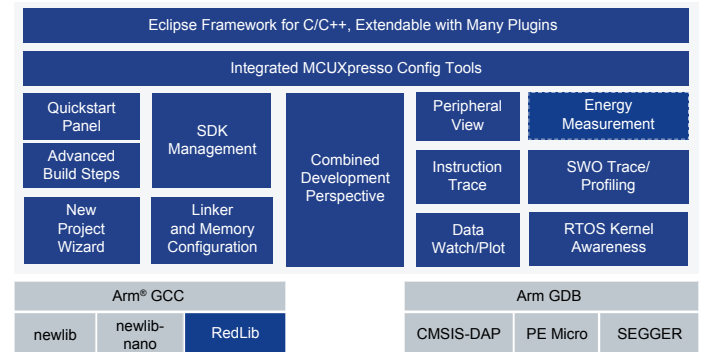 Eclipse Framework for C/C++, Extendable with Many Plugins
Integrated MCUXpresso Config Tools
Quickstart
Panel
Advanced
Build Steps
New
Project
Wizard
SDK
Management
Linker
and Memory
Configuration
Combined
Development
Perspective
Peripheral
View
Instruction
Trace
Data
Watch/Plot
Energy
Measurement
SWO Trace/
Profiling
RTOS Kernel
Awareness
Arm® GCC
newlib
newlib-
nano
RedLib
Arm GDB
CMSIS-DAP
PE Micro
SEGGER